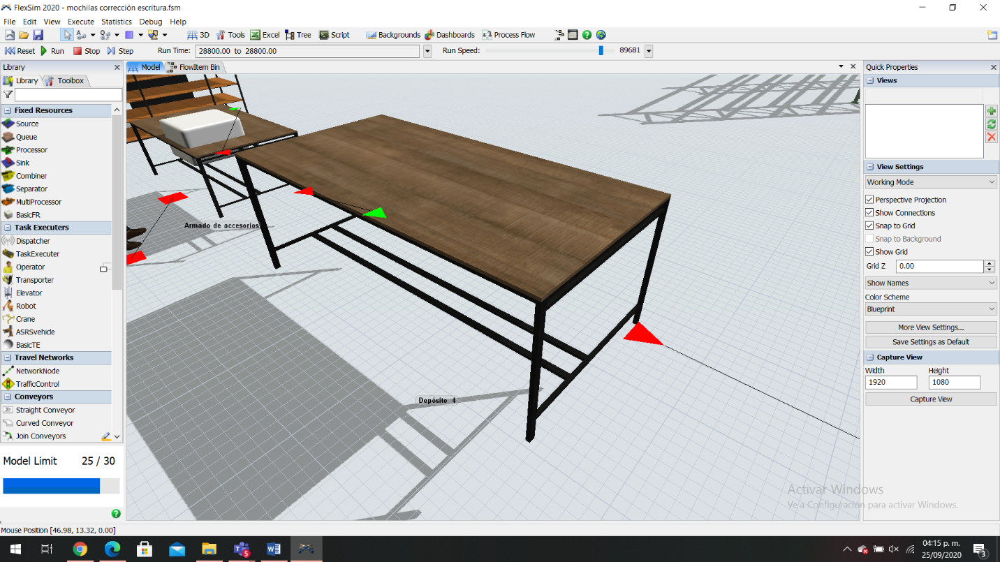 FlexSim 2020 - mochilas corrección escritura.fsm
File Edit View Execute Statistics Debug Help
3D Tools Excel Tree Script Backgrounds Dashboards Process Flow
Reset Run Stop Step Run Time: 28800.00 to 28800.00 Run Speed: 89681
Library
Library Toolbox
Fixed Resources
Source
Queue
Processor
Sink
Combiner
Separator
MultiProcessor
BasicFR
Task Executers
Dispatcher
TaskExecuter
Operator
Transporter
Elevator
Robot
Crane
ASRSvehicle
BasicTE
Travel Networks
NetworkNode
TrafficControl
Conveyors
Straight Conveyor
Curved Conveyor
Join Conveyors
Model Limit 25 / 30
Model FlowItem Bin
Armado de accesorios
Depósito 4
Quick Properties
Views
View Settings
Working Mode
Perspective Projection
Show Connections
Snap to Grid
Snap to Background
Show Grid
Grid Z 0.00
Show Names
Color Scheme
Blueprint
More View Settings...
Save Settings as Default
Capture View
Width Height
1920 1080
Capture View
Activar Windows
Ve a Configuración para activar Windows.
Mouse Position [46.98, 13.32, 0.00]
04:15 p. m.
25/09/2020
5
3